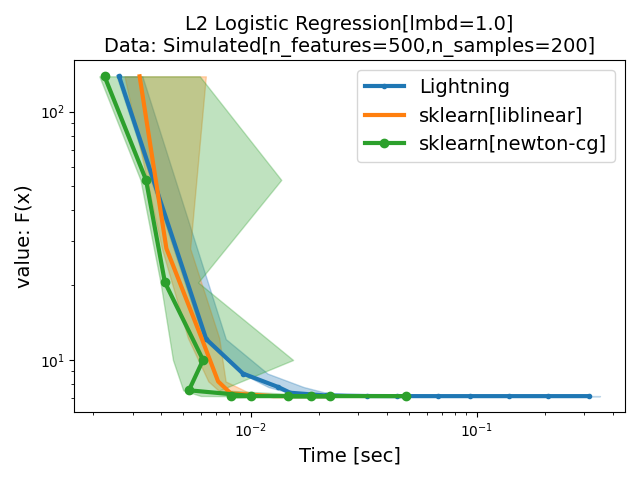 L2 Logistic Regression[lmbd=1.0]
Data: Simulated[n_features=500,n_samples=200]
Lightning
sklearn[liblinear]
sklearn[newton-cg]
value: F(x)
10²
10¹
10⁻²
10⁻¹
Time [sec]